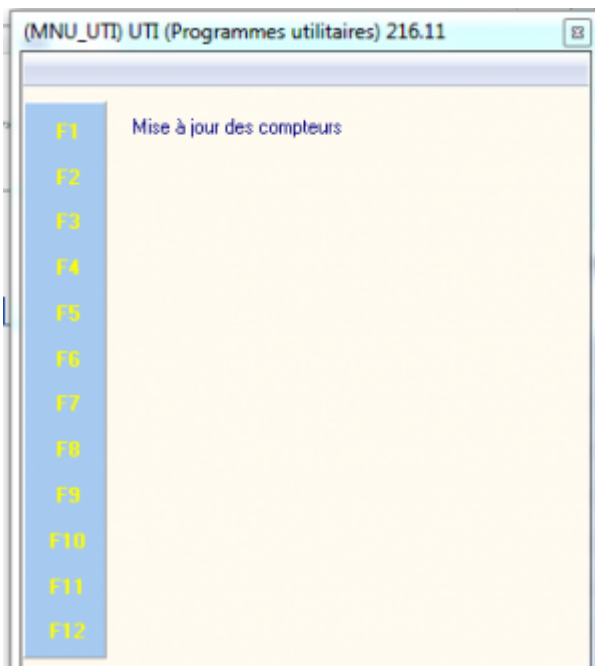 (MNU_UTI) UTI (Programmes utilitaires) 216.11
F1 Mise à jour des compteurs
F2
F3
F4
F5
F6
F7
F8
F9
F10
F11
F12